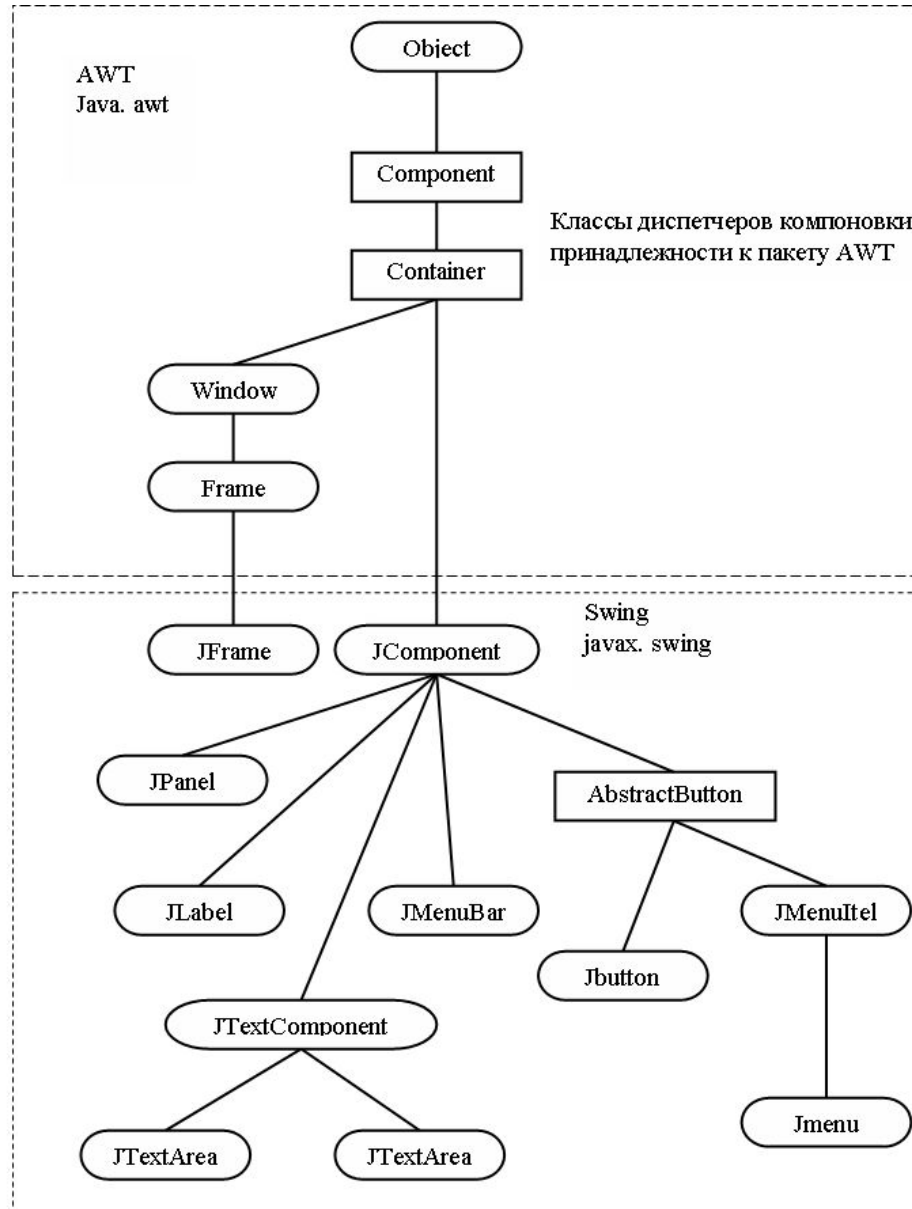 Object
AWT
Java. awt
Component
Классы диспетчеров компоновки
принадлежности к пакету AWT
Container
Window
Frame
Swing
javax. swing
JFrame
JComponent
JPanel
AbstractButton
JLabel
JMenuBar
JMenuItel
Jbutton
JTextComponent
Jmenu
JTextArea
JTextArea